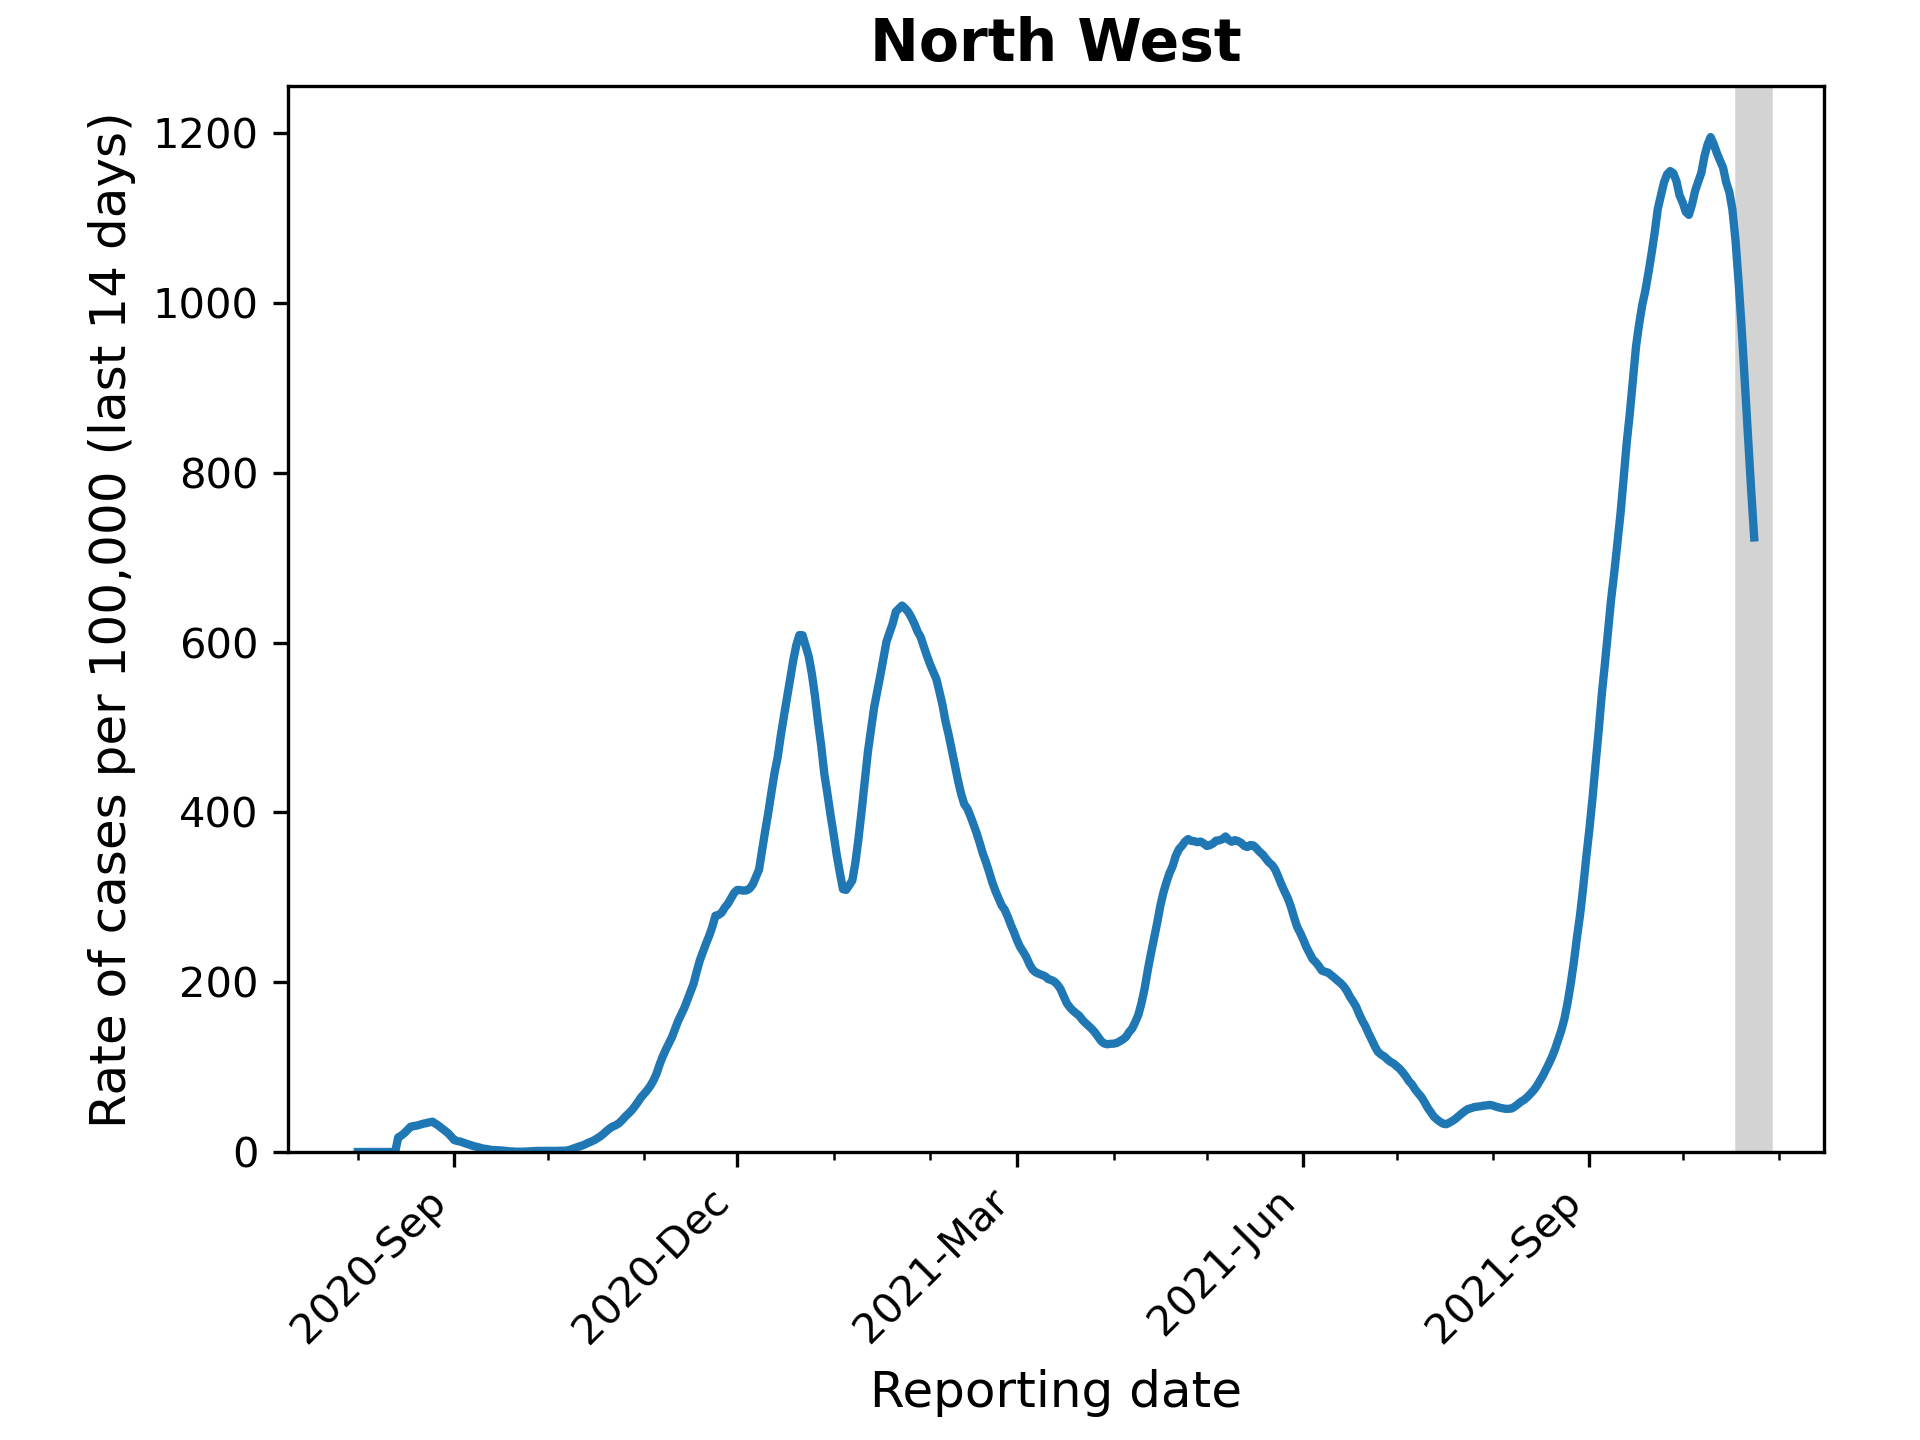 North West
Rate of cases per 100,000 (last 14 days)
1200
1000
800
600
400
200
0
2020-Sep
2020-Dec
2021-Mar
2021-Jun
2021-Sep
Reporting date